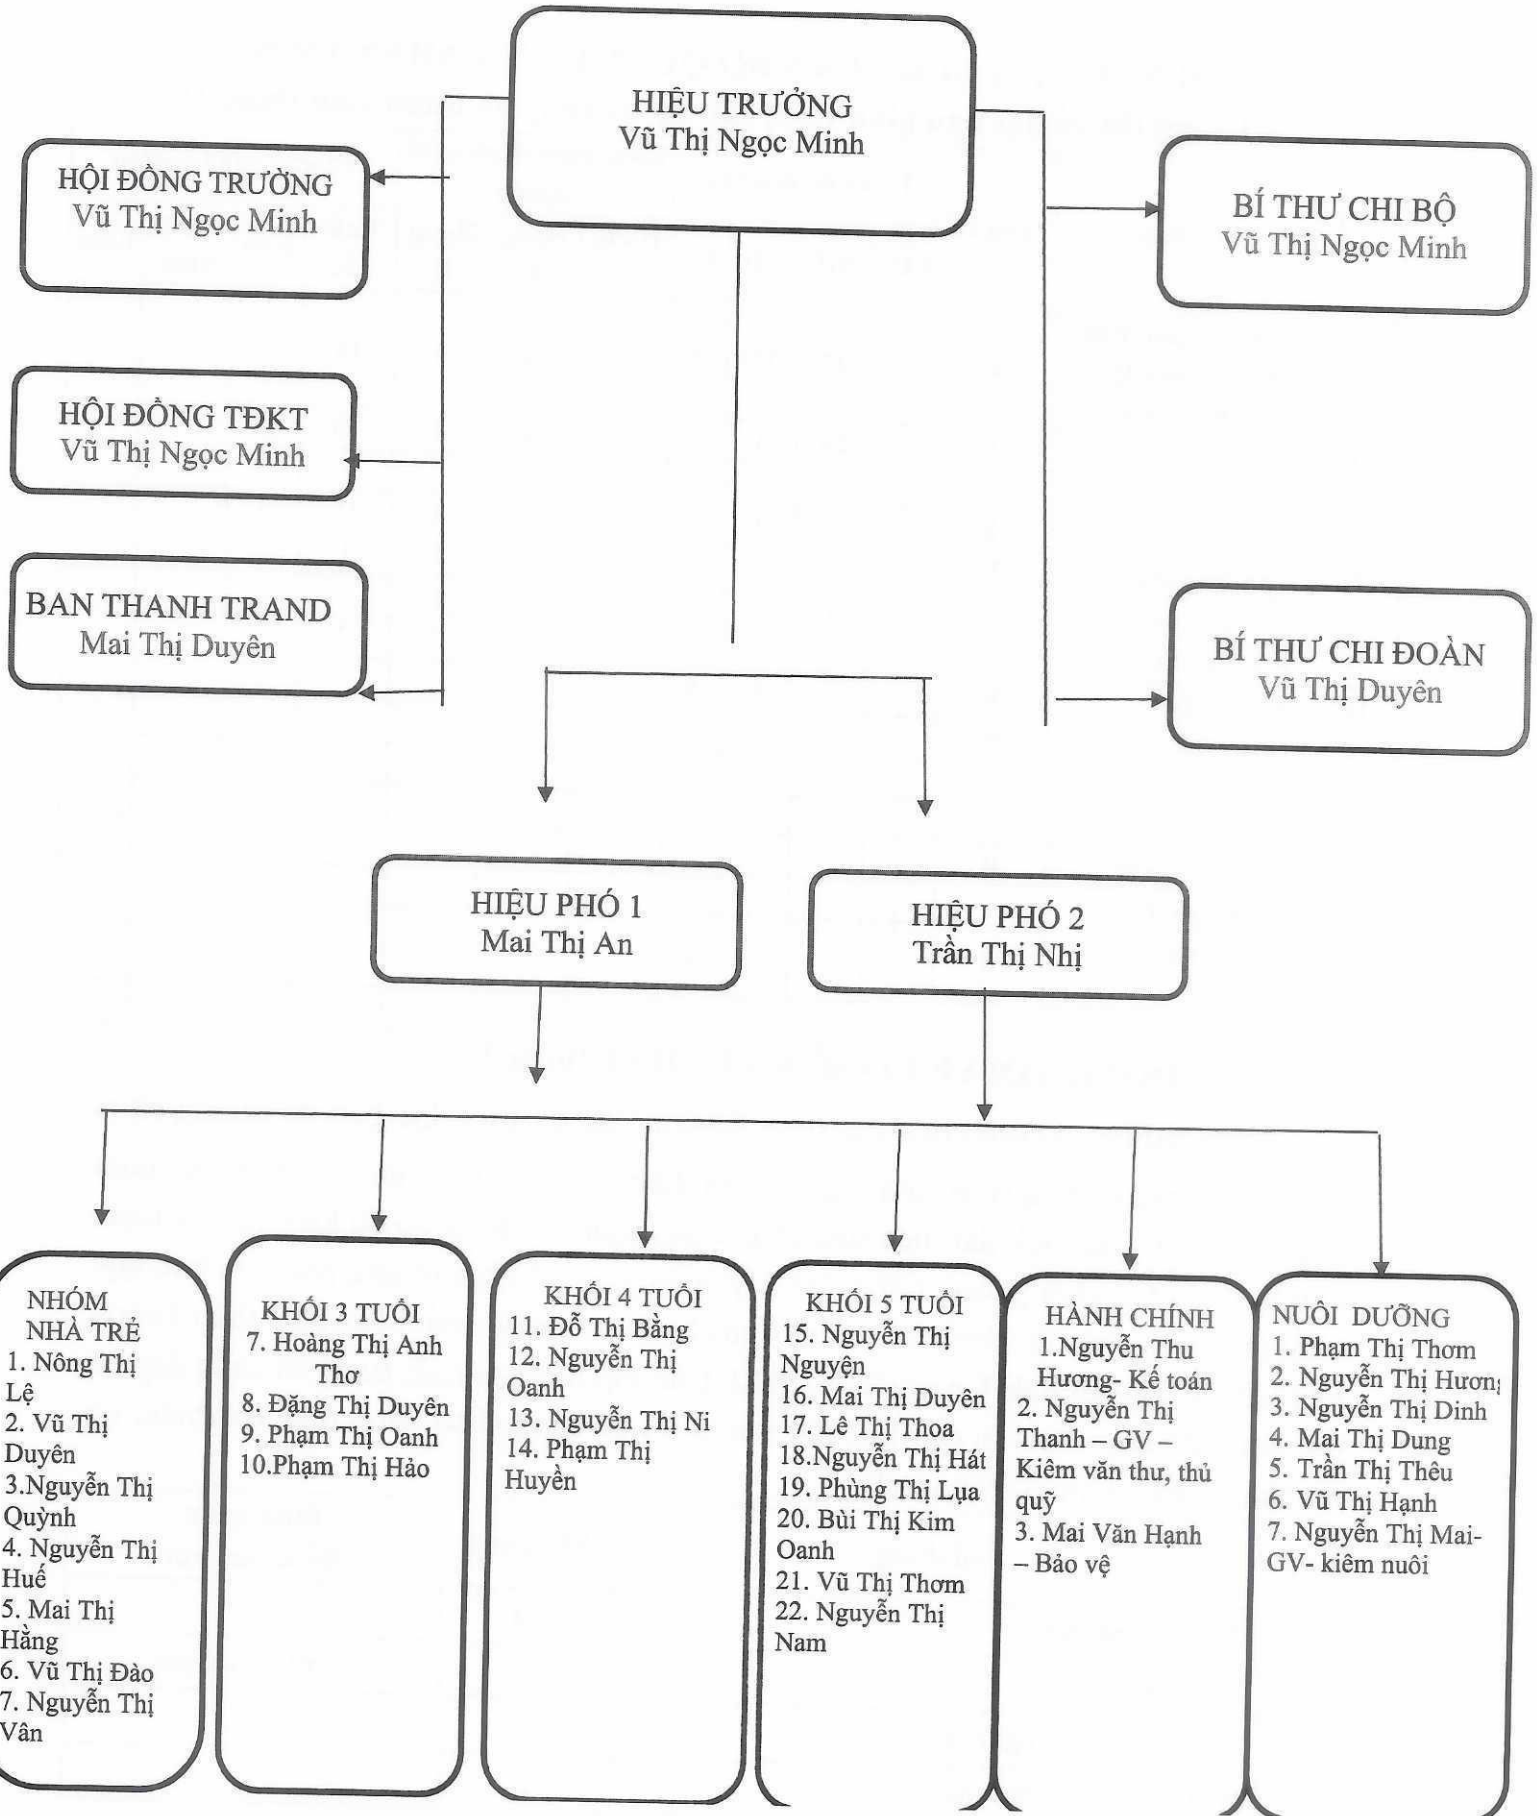 HIỆU TRƯỞNG
Vũ Thị Ngọc Minh
HỘI ĐỒNG TRƯỜNG
Vũ Thị Ngọc Minh
BÍ THƯ CHI BỘ
Vũ Thị Ngọc Minh
HỘI ĐỒNG TĐKT
Vũ Thị Ngọc Minh
BAN THANH TRAND
Mai Thị Duyên
BÍ THƯ CHI ĐOÀN
Vũ Thị Duyên
HIỆU PHÓ 1
Mai Thị An
HIỆU PHÓ 2
Trần Thị Nhị
NHÓM
NHÀ TRẺ
1. Nông Thị
Lệ
2. Vũ Thị
Duyên
3.Nguyễn Thị
Quỳnh
4. Nguyễn Thị
Huế
5. Mai Thị
Hằng
6. Vũ Thị Đào
7. Nguyễn Thị
Vân
KHỐI 3 TUỔI
7. Hoàng Thị Anh
Thơ
8. Đặng Thị Duyên
9. Phạm Thị Oanh
10.Phạm Thị Hảo
KHỐI 4 TUỔI
11. Đỗ Thị Bằng
12. Nguyễn Thị
Oanh
13. Nguyễn Thị Ni
14. Phạm Thị
Huyền
KHỐI 5 TUỔI
15. Nguyễn Thị
Nguyện
16. Mai Thị Duyên
17. Lê Thị Thoa
18.Nguyễn Thị Hát
19. Phùng Thị Lụa
20. Bùi Thị Kim
Oanh
21. Vũ Thị Thơm
22. Nguyễn Thị
Nam
HÀNH CHÍNH
1.Nguyễn Thu
Hương- Kế toán
2. Nguyễn Thị
Thanh – GV –
Kiêm văn thư, thủ
quỹ
3. Mai Văn Hạnh
– Bảo vệ
NUÔI DƯỠNG
1. Phạm Thị Thơm
2. Nguyễn Thị Hương
3. Nguyễn Thị Dinh
4. Mai Thị Dung
5. Trần Thị Thêu
6. Vũ Thị Hạnh
7. Nguyễn Thị Mai-
GV- kiêm nuôi